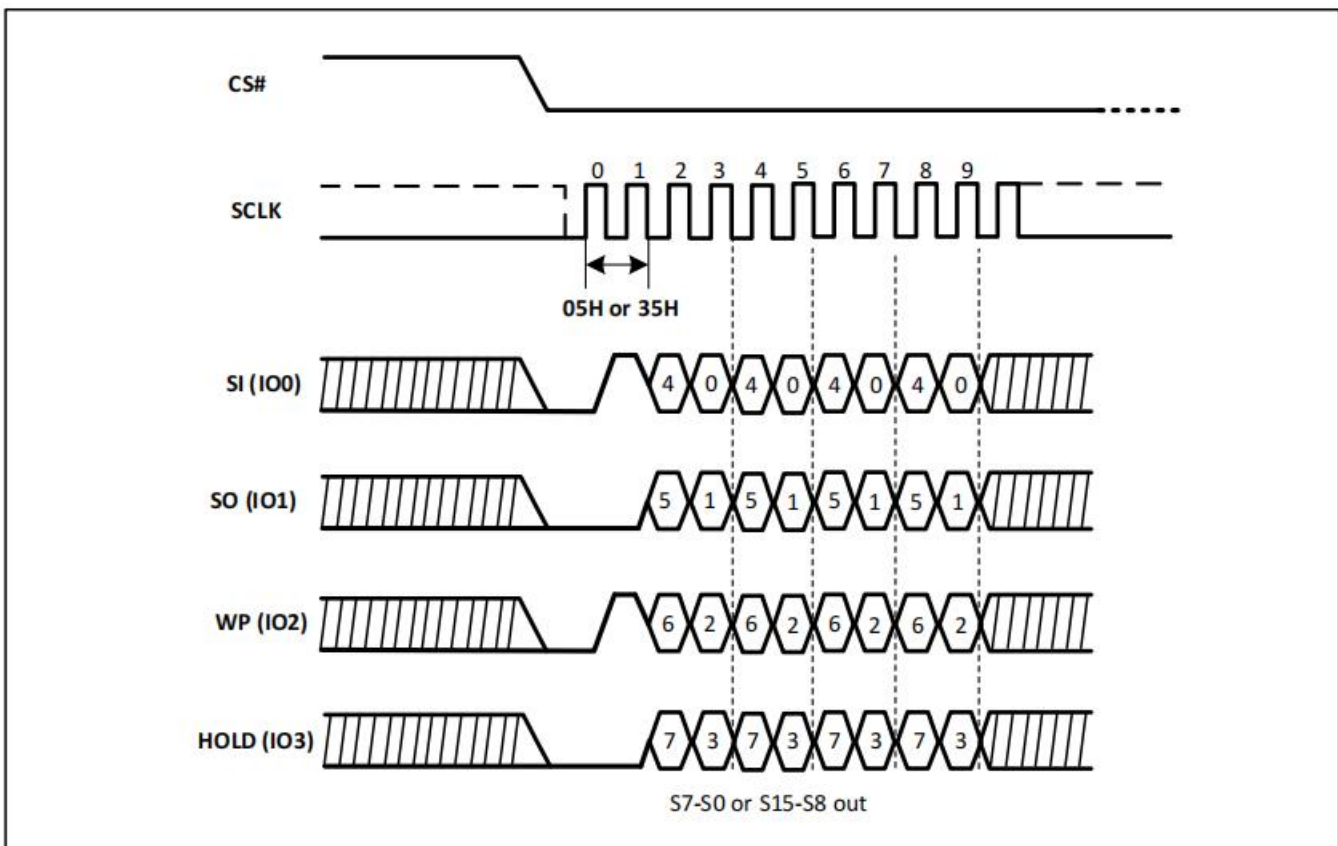 CS#
0 1 2 3 4 5 6 7 8 9
SCLK
05H or 35H
SI (IO0) 4 0 4 0 4 0 4 0
SO (IO1) 5 1 5 1 5 1 5 1
WP (IO2) 6 2 6 2 6 2 6 2
HOLD (IO3) 7 3 7 3 7 3 7 3
S7-S0 or S15-S8 out